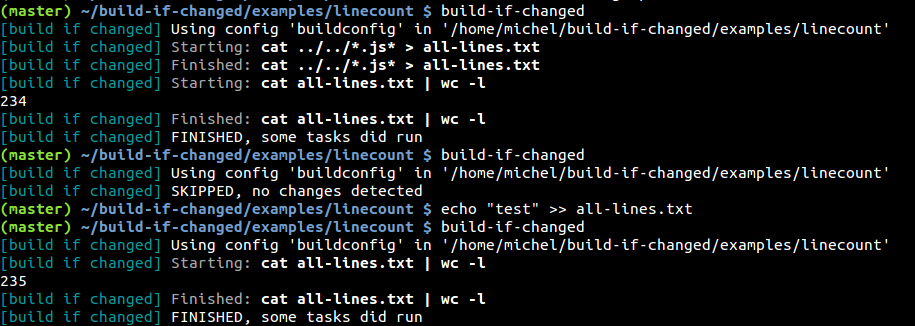 (master) ~/build-if-changed/examples/linecount $ build-if-changed
[build if changed] Using config 'buildconfig' in '/home/michel/build-if-changed/examples/linecount'
[build if changed] Starting: cat ../../*.js* > all-lines.txt
[build if changed] Finished: cat ../../*.js* > all-lines.txt
[build if changed] Starting: cat all-lines.txt | wc -l
234
[build if changed] Finished: cat all-lines.txt | wc -l
[build if changed] FINISHED, some tasks did run
(master) ~/build-if-changed/examples/linecount $ build-if-changed
[build if changed] Using config 'buildconfig' in '/home/michel/build-if-changed/examples/linecount'
[build if changed] SKIPPED, no changes detected
(master) ~/build-if-changed/examples/linecount $ echo "test" >> all-lines.txt
(master) ~/build-if-changed/examples/linecount $ build-if-changed
[build if changed] Using config 'buildconfig' in '/home/michel/build-if-changed/examples/linecount'
[build if changed] Starting: cat all-lines.txt | wc -l
235
[build if changed] Finished: cat all-lines.txt | wc -l
[build if changed] FINISHED, some tasks did run